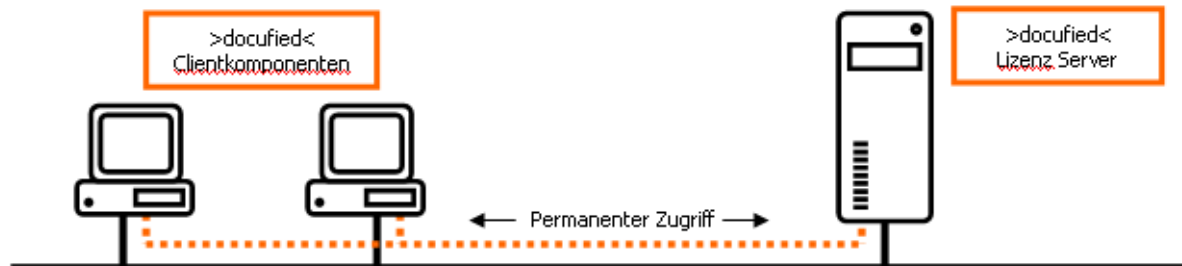 >docufied<
Clientkomponenten
>docufied<
Lizenz Server
Permanenter Zugriff